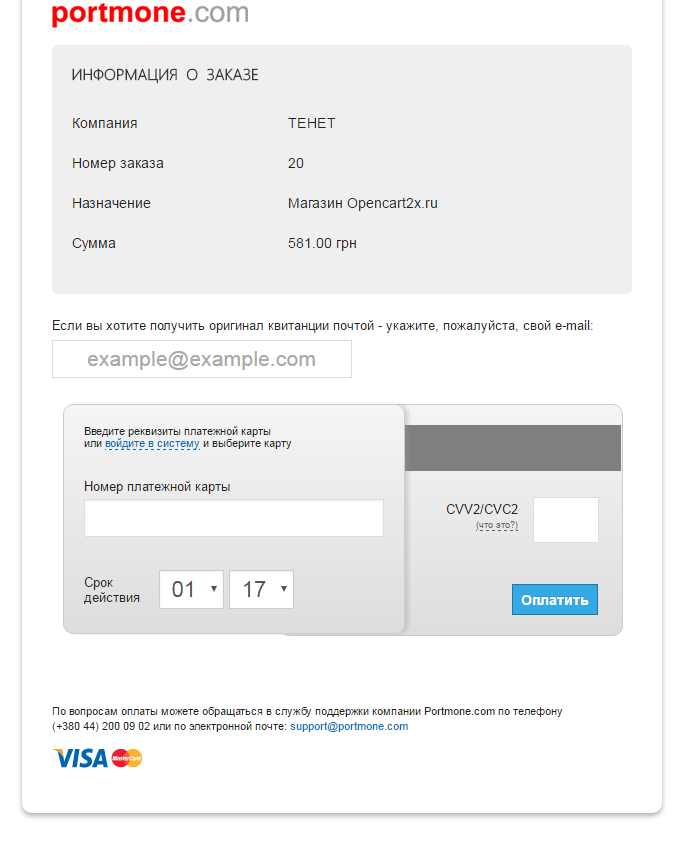 portmone.com
ИНФОРМАЦИЯ О ЗАКАЗЕ
Компания ТЕНЕТ
Номер заказа 20
Назначение Магазин Opencart2x.ru
Сумма 581.00 грн
Если вы хотите получить оригинал квитанции почтой - укажите, пожалуйста, свой e-mail:
example@example.com
Введите реквизиты платежной карты
или войдите в систему и выберите карту
Номер платежной карты
CVV2/CVC2
(что это?)
Срок
действия
01 17
Оплатить
По вопросам оплаты можете обращаться в службу поддержки компании Portmone.com по телефону
(+380 44) 200 09 02 или по электронной почте: support@portmone.com
VISA MasterCard